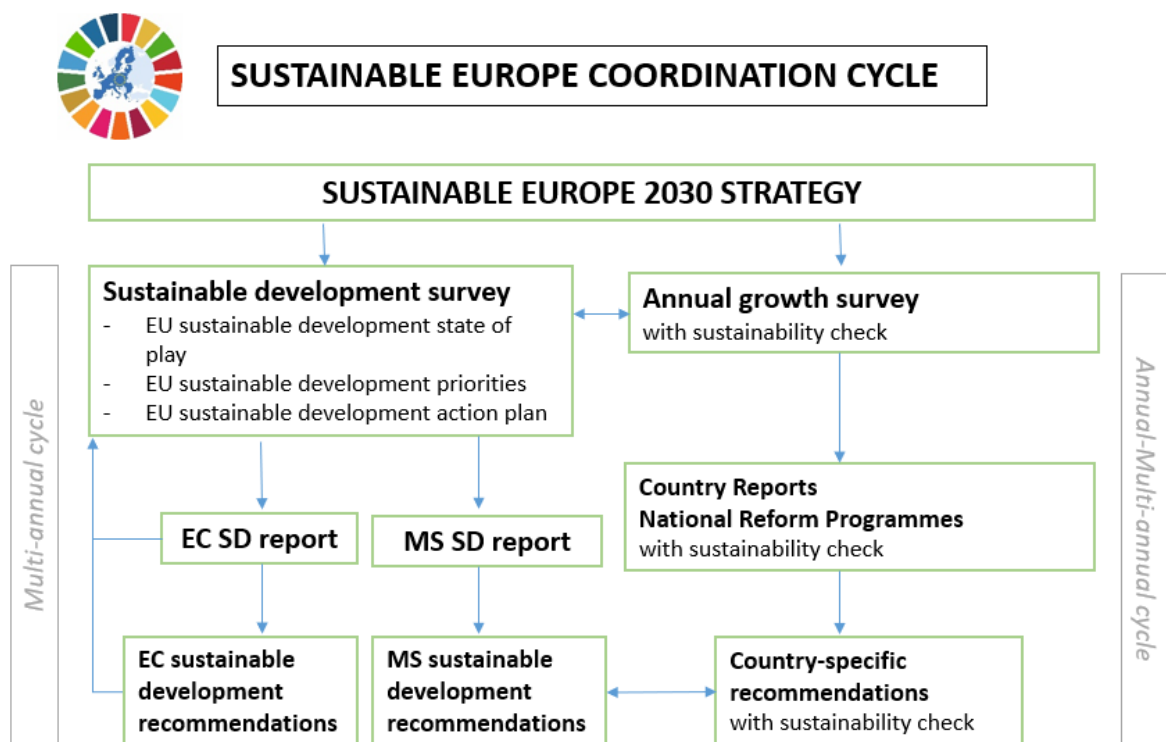 SUSTAINABLE EUROPE COORDINATION CYCLE
SUSTAINABLE EUROPE 2030 STRATEGY
Multi-annual cycle
Sustainable development survey
- EU sustainable development state of
play
- EU sustainable development priorities
- EU sustainable development action plan
Annual growth survey
with sustainability check
Annual-Multi-annual cycle
EC SD report
MS SD report
Country Reports
National Reform Programmes
with sustainability check
EC sustainable
development
recommendations
MS sustainable
development
recommendations
Country-specific
recommendations
with sustainability check